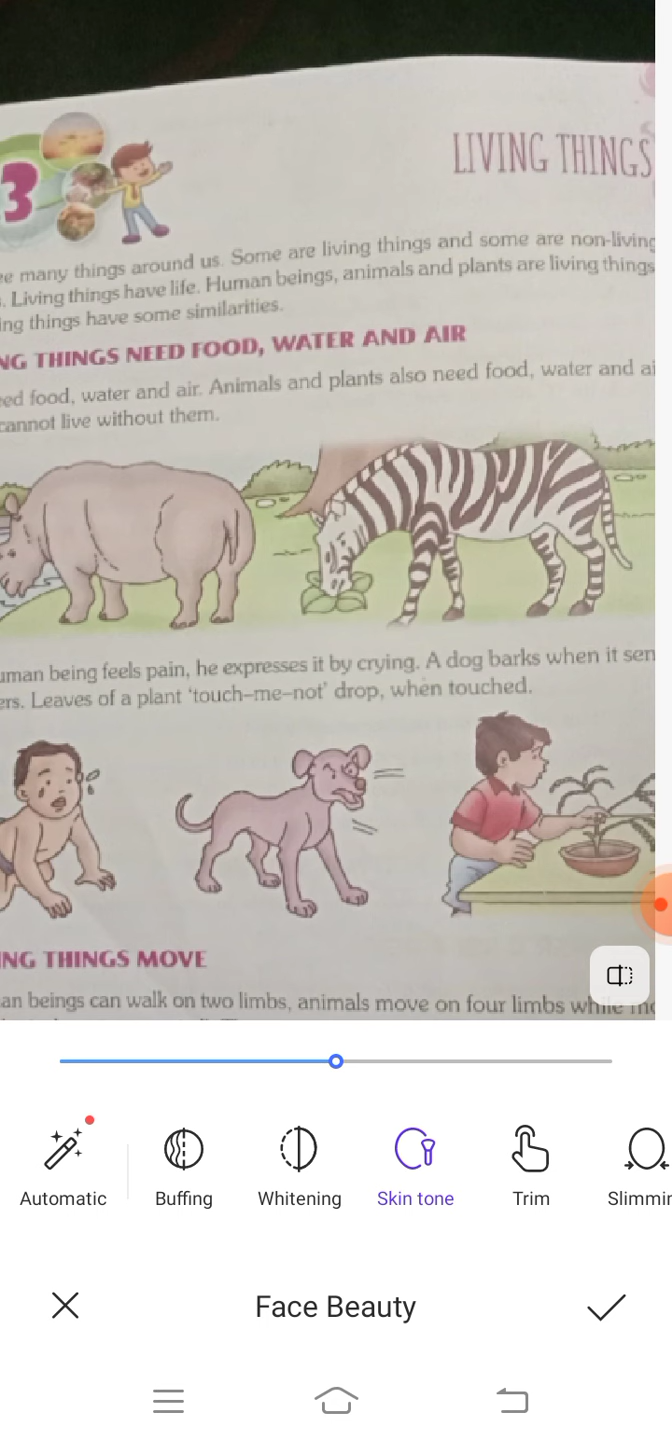 3
LIVING THINGS
many things around us. Some are living things and some are non-living
. Living things have life. Human beings, animals and plants are living things
things have some similarities.
THINGS NEED FOOD, WATER AND AIR
food, water and air. Animals and plants also need food, water and
cannot live without them.
being feels pain, he expresses it by crying. A dog barks when it
Leaves of a plant ‘touch–me–not’ drop, when touched.
THINGS MOVE
beings can walk on two limbs, animals move on four limbs while
Automatic
Buffing
Whitening
Skin tone
Trim
Face Beauty